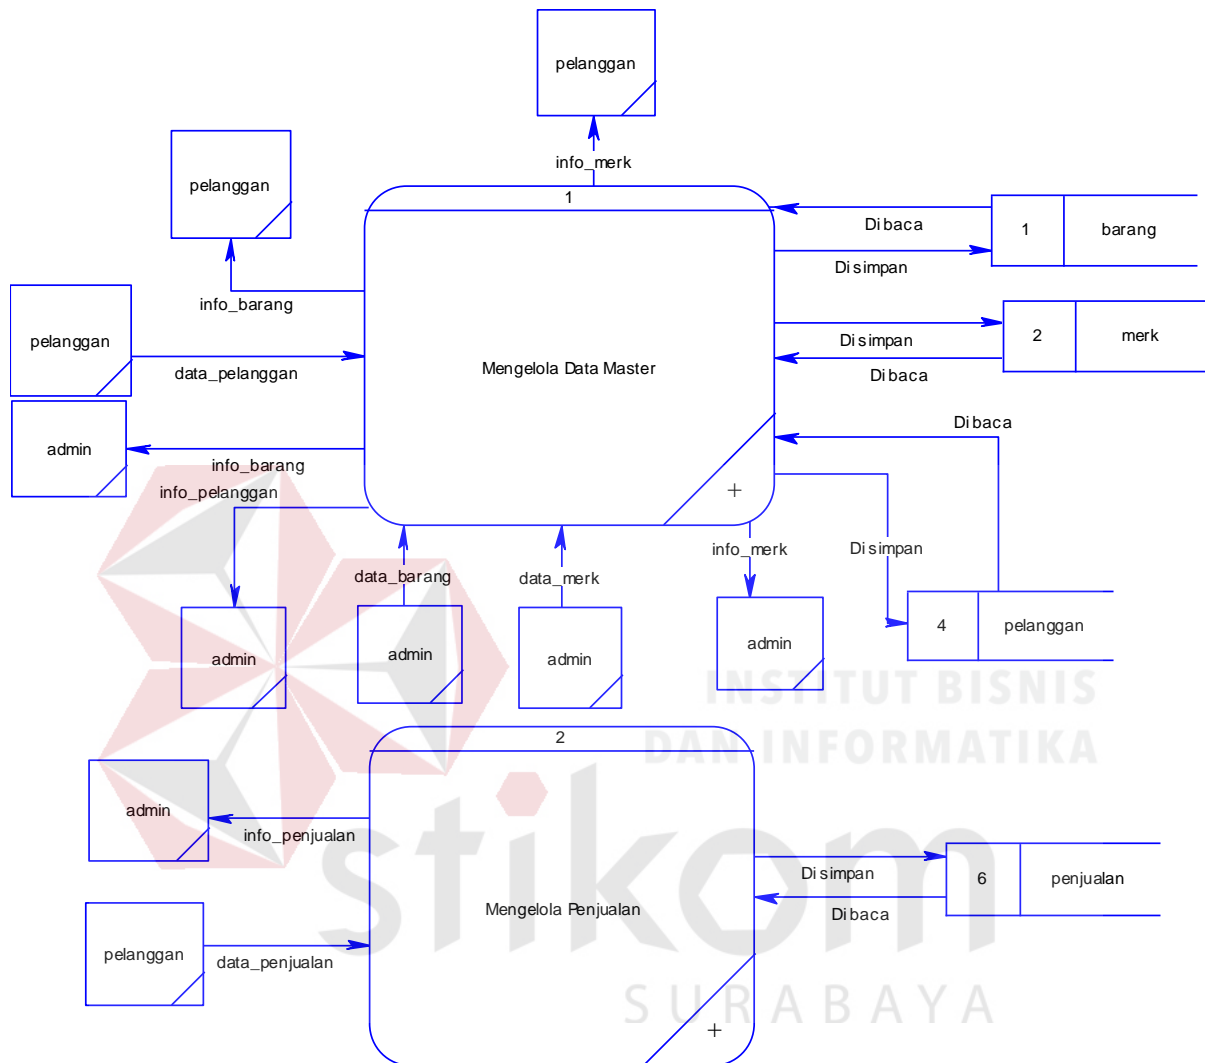 pelanggan
info_merk
pelanggan
1
Dibaca
1
barang
Disimpan
info_barang
pelanggan
data_pelanggan
Mengelola Data Master
Disimpan
2
merk
Dibaca
admin
info_barang
Dibaca
info_pelanggan
+
info_merk
Disimpan
data_barang
data_merk
admin
admin
admin
admin
4
pelanggan
INSTITUT BISNIS
DAN INFORMATIKA
2
admin
info_penjualan
stikom
Disimpan
6
penjualan
Mengelola Penjualan
Dibaca
pelanggan
data_penjualan
SURABAYA
+